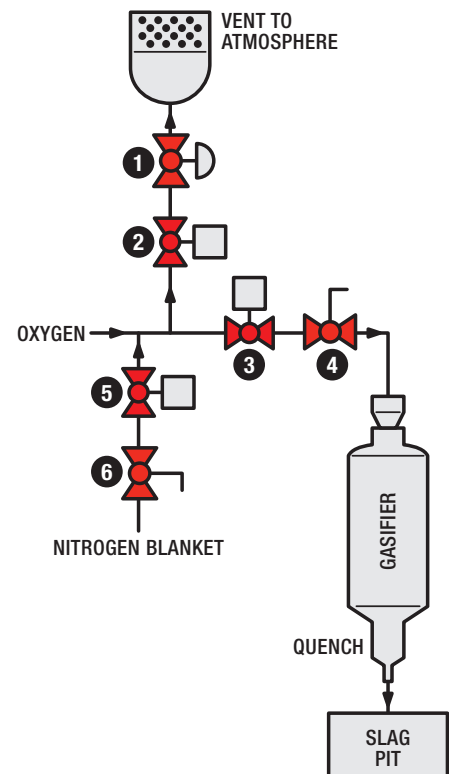 VENT TO
ATMOSPHERE
1
2
OXYGEN
3
4
5
6
NITROGEN BLANKET
GASIFIER
QUENCH
SLAG
PIT